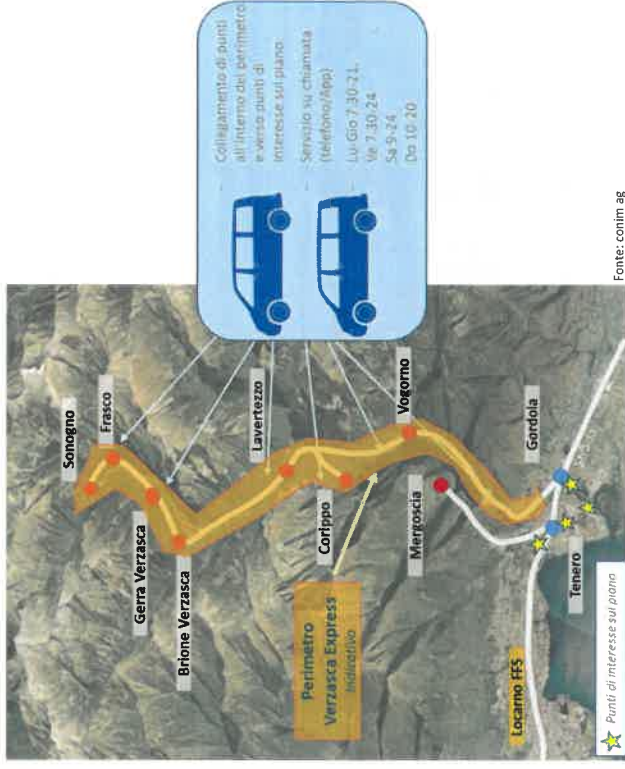 Collegamento di punti
all'interno del perimetro
e verso punti di
interesse sul piano
Servizio su chiamata
(telefono/App)
Lu-Gio 7.30-21,
Ve 7.30-24
Sa 9-24
Do 10-20
Sonogno
Frasco
Gerra Verzasca
Brione Verzasca
Lavertezzo
Corippo
Vogorno
Mergoscia
Gordola
Tenero
Locarno FFS
Perimetro
Verzasca Express
Indicativo
Punti di interesse sul piano
Fonte: conim ag